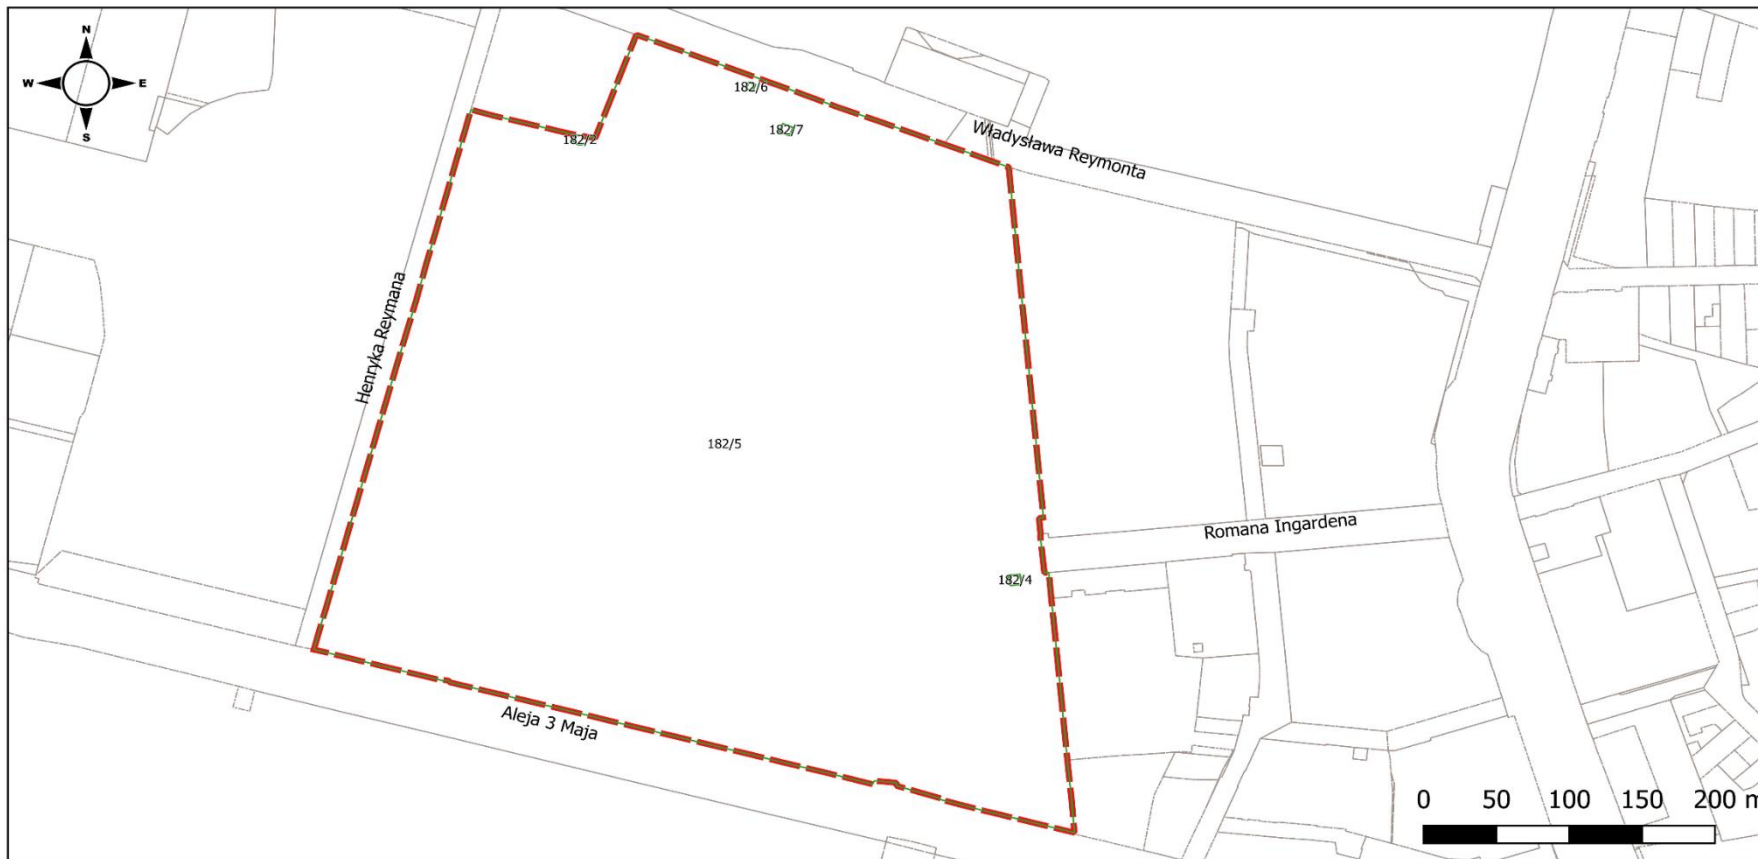 N
W E
S
182/6
182/7
182/2
Władysława Reymonta
Henryka Reymana
182/5
Romana Ingardena
182/4
Aleja 3 Maja
0 50 100 150 200 m